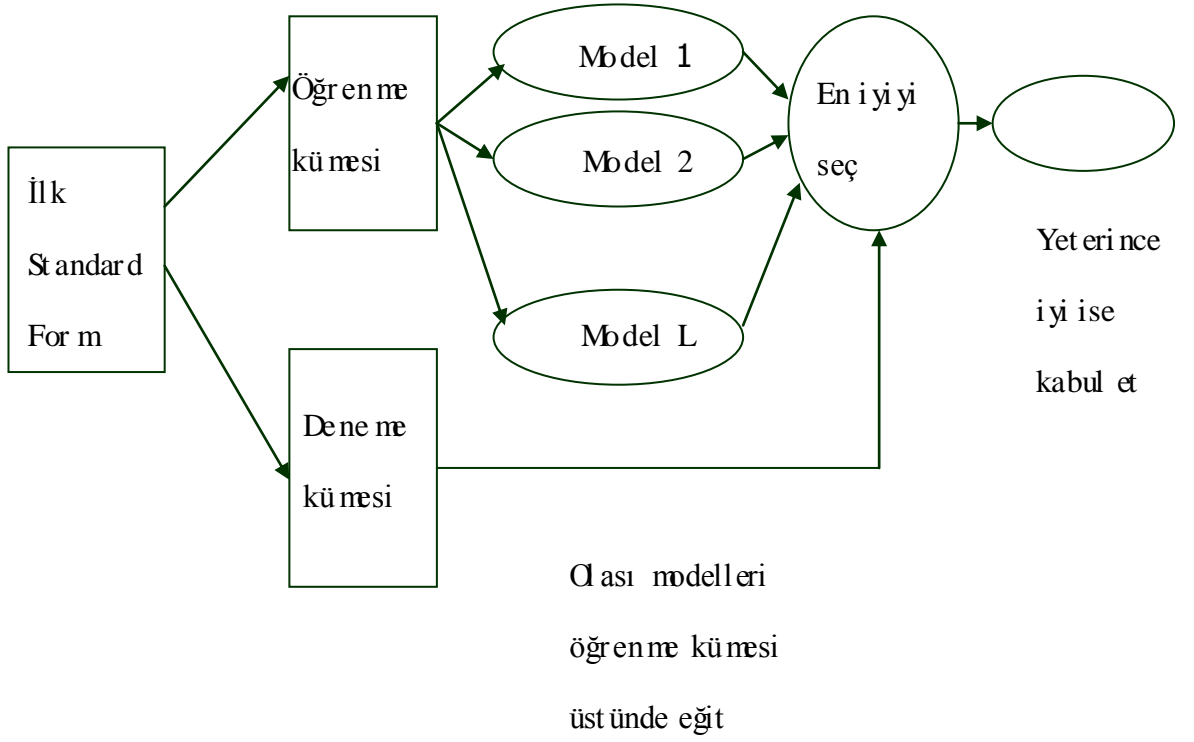 İlk
Standard
Form
Öğrenme
kümesi
Deneme
kümesi
Model 1
Model 2
Model L
En iyiyi
seç
Yeterince
iyi ise
kabul et
Olası modelleri
öğrenme kümesi
üstünde eğit